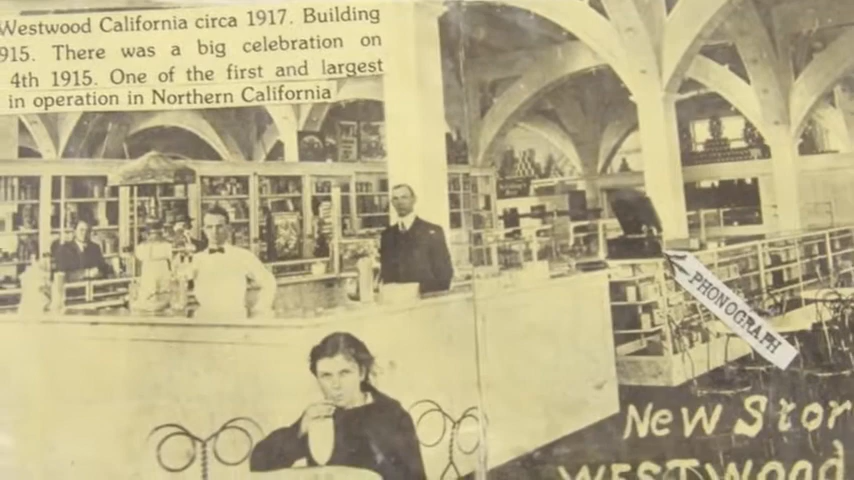 Westwood California circa 1917. Building
915. There was a big celebration on
4th 1915. One of the first and largest
in operation in Northern California
PHONOGRAPH
New Stor
WESTWOOD